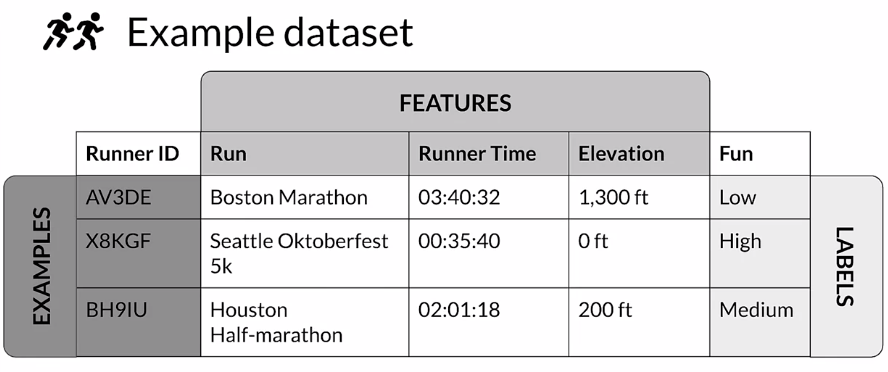 Example dataset
FEATURES
Runner ID Run Runner Time Elevation Fun
EXAMPLES
AV3DE Boston Marathon 03:40:32 1,300 ft Low
X8KGF Seattle Oktoberfest 00:35:40 0 ft High
5k
BH9IU Houston 02:01:18 200 ft Medium
Half-marathon
LABELS